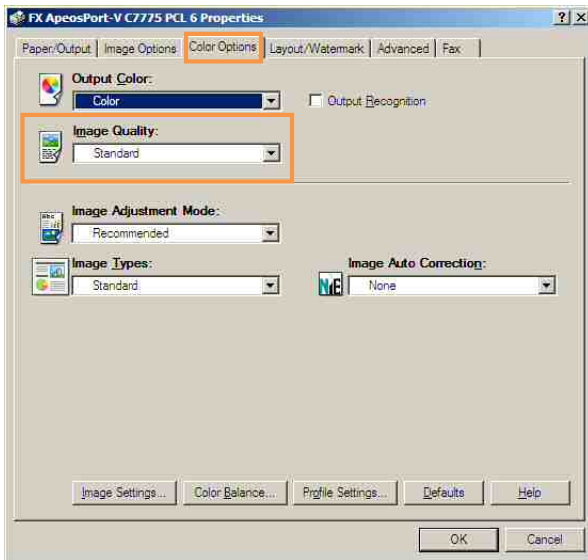 FX ApeosPort-V C7775 PCL 6 Properties
Paper/Output Image Options Color Options Layout/Watermark Advanced Fax
Output Color:
Color Output Recognition
Image Quality:
Standard
Image Adjustment Mode:
Recommended
Image Types: Image Auto Correction:
Standard None
Image Settings... Color Balance... Profile Settings... Defaults Help
OK Cancel